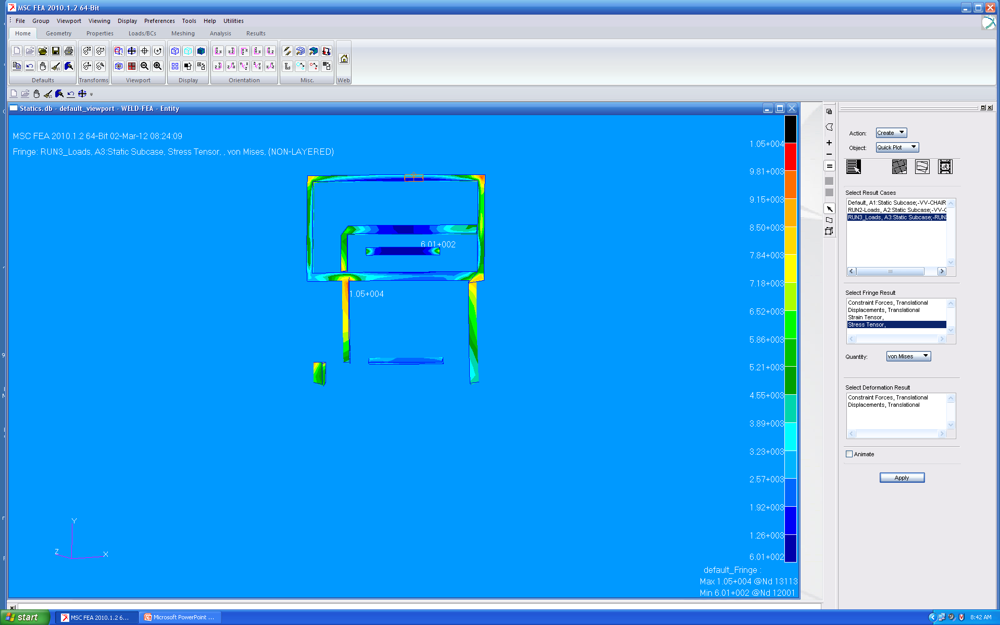 MSC FEA 2010.1.2 64-Bit
File Group Viewport Viewing Display Preferences Tools Help Utilities
Home Geometry Properties Loads/BCs Meshing Analysis Results
Defaults Transforms Viewport Display Orientation Misc. Web
Statics.db - default_viewport - WELD-FEA - Entity
MSC FEA 2010.1.2 64-Bit 02-Mar-12 08:24:09
Fringe: RUN3_Loads, A3:Static Subcase, Stress Tensor, , von Mises, (NON-LAYERED)
6.01+002
1.05+004
1.05+004
9.81+003
9.15+003
8.50+003
7.84+003
7.18+003
6.52+003
5.86+003
5.21+003
4.55+003
3.89+003
3.23+003
2.57+003
1.92+003
1.26+003
6.01+002
default_Fringe :
Max 1.05+004 @Nd 13113
Min 6.01+002 @Nd 12001
Y
Z
X
Action: Create
Object: Quick Plot
Select Result Cases
Default, A1:Static Subcase;-VV-CHAIR
RUN2-Loads, A2:Static Subcase;-VV-C
RUN3_Loads, A3:Static Subcase;-RUN
Select Fringe Result
Constraint Forces, Translational
Displacements, Translational
Strain Tensor,
Stress Tensor,
Quantity: von Mises
Select Deformation Result
Constraint Forces, Translational
Displacements, Translational
Animate
Apply
start
MSC FEA 2010.1.2 6...
Microsoft PowerPoint ...
8:42 AM